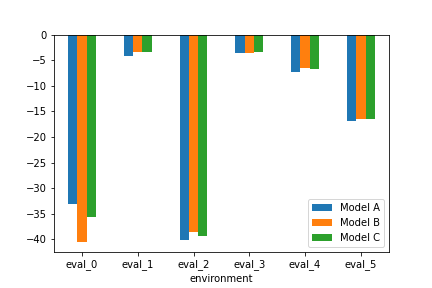 0
−5
−10
−15
−20
−25
−30
−35
−40
Model A
Model B
Model C
eval_0 eval_1 eval_2 eval_3 eval_4 eval_5
environment